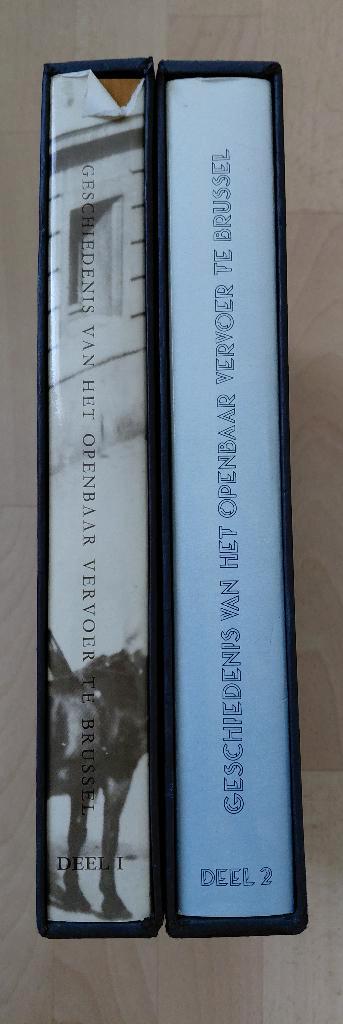 GESCHIEDENIS VAN HET OPENBAAR VERVOER TE BRUSSEL
DEEL I
GESCHIEDENIS VAN HET OPENBAAR VERVOER TE BRUSSEL
DEEL 2